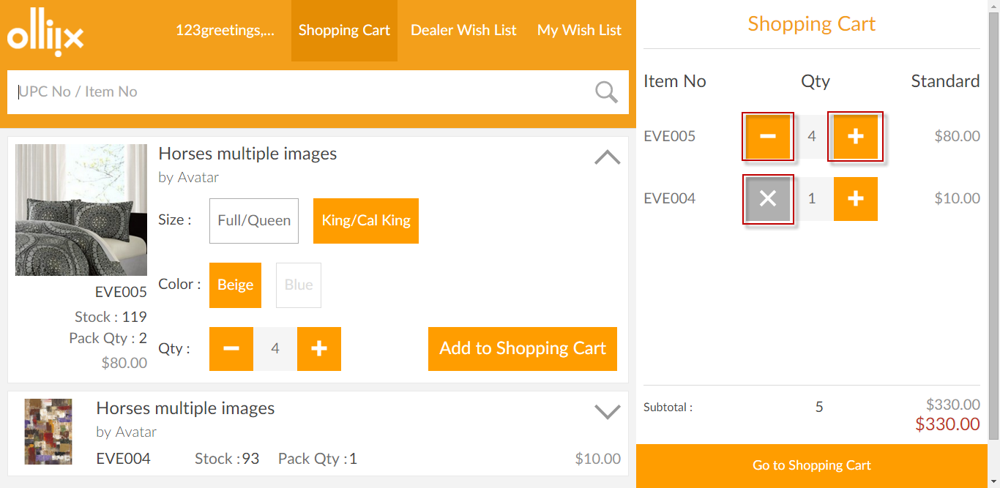 olliix
123greetings,...
Shopping Cart
Dealer Wish List
My Wish List
UPC No / Item No
Horses multiple images
by Avatar
Size :
Full/Queen
King/Cal King
Color :
Beige
Blue
EVE005
Stock : 119
Pack Qty : 2
$80.00
Qty :
4
Add to Shopping Cart
Horses multiple images
by Avatar
EVE004 Stock :93 Pack Qty :1 $10.00
Shopping Cart
Item No Qty Standard
EVE005 − 4 + $80.00
EVE004 × 1 + $10.00
Subtotal : 5 $330.00
$330.00
Go to Shopping Cart